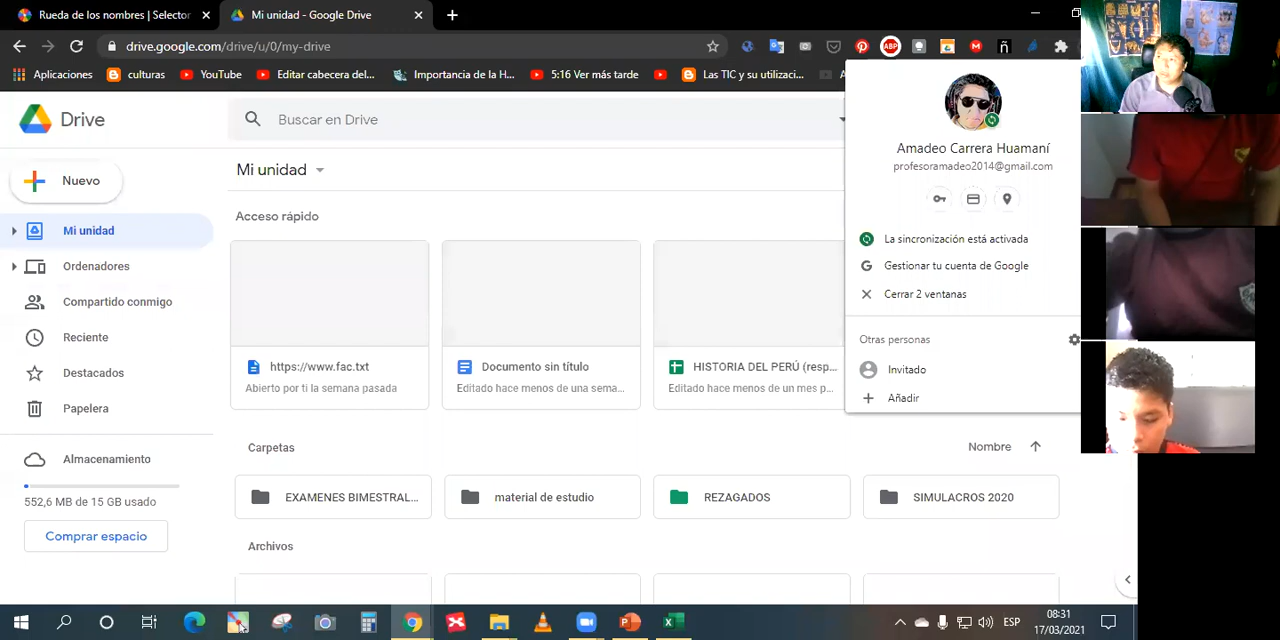 Rueda de los nombres | Selector
Mi unidad - Google Drive
drive.google.com/drive/u/0/my-drive
ABP
ñ
Aplicaciones
culturas
YouTube
Editar cabecera del...
Importancia de la H...
5:16 Ver más tarde
Las TIC y su utilizaci...
Drive
Buscar en Drive
Nuevo
Mi unidad
Ordenadores
Compartido conmigo
Reciente
Destacados
Papelera
Almacenamiento
552,6 MB de 15 GB usado
Comprar espacio
Mi unidad
Acceso rápido
https://www.fac.txt
Abierto por ti la semana pasada
Documento sin título
Editado hace menos de una sema...
HISTORIA DEL PERÚ (resp...
Editado hace menos de un mes p...
Carpetas
Nombre
EXAMENES BIMESTRAL...
material de estudio
REZAGADOS
SIMULACROS 2020
Archivos
Amadeo Carrera Huamaní
profesoramadeo2014@gmail.com
La sincronización está activada
Gestionar tu cuenta de Google
Cerrar 2 ventanas
Otras personas
Invitado
Añadir
ESP
08:31
17/03/2021